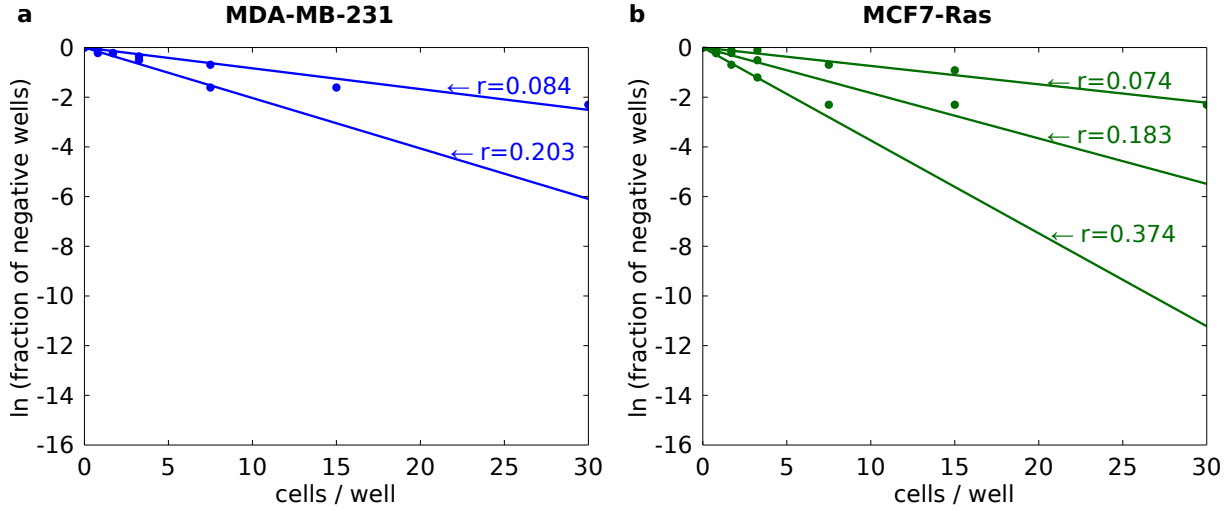 a
MDA-MB-231
ln (fraction of negative wells)
0
-2
-4
-6
-8
-10
-12
-14
-16
← r=0.084
← r=0.203
0 5 10 15 20 25 30
cells / well
b
MCF7-Ras
ln (fraction of negative wells)
0
-2
-4
-6
-8
-10
-12
-14
-16
← r=0.074
← r=0.183
← r=0.374
0 5 10 15 20 25 30
cells / well